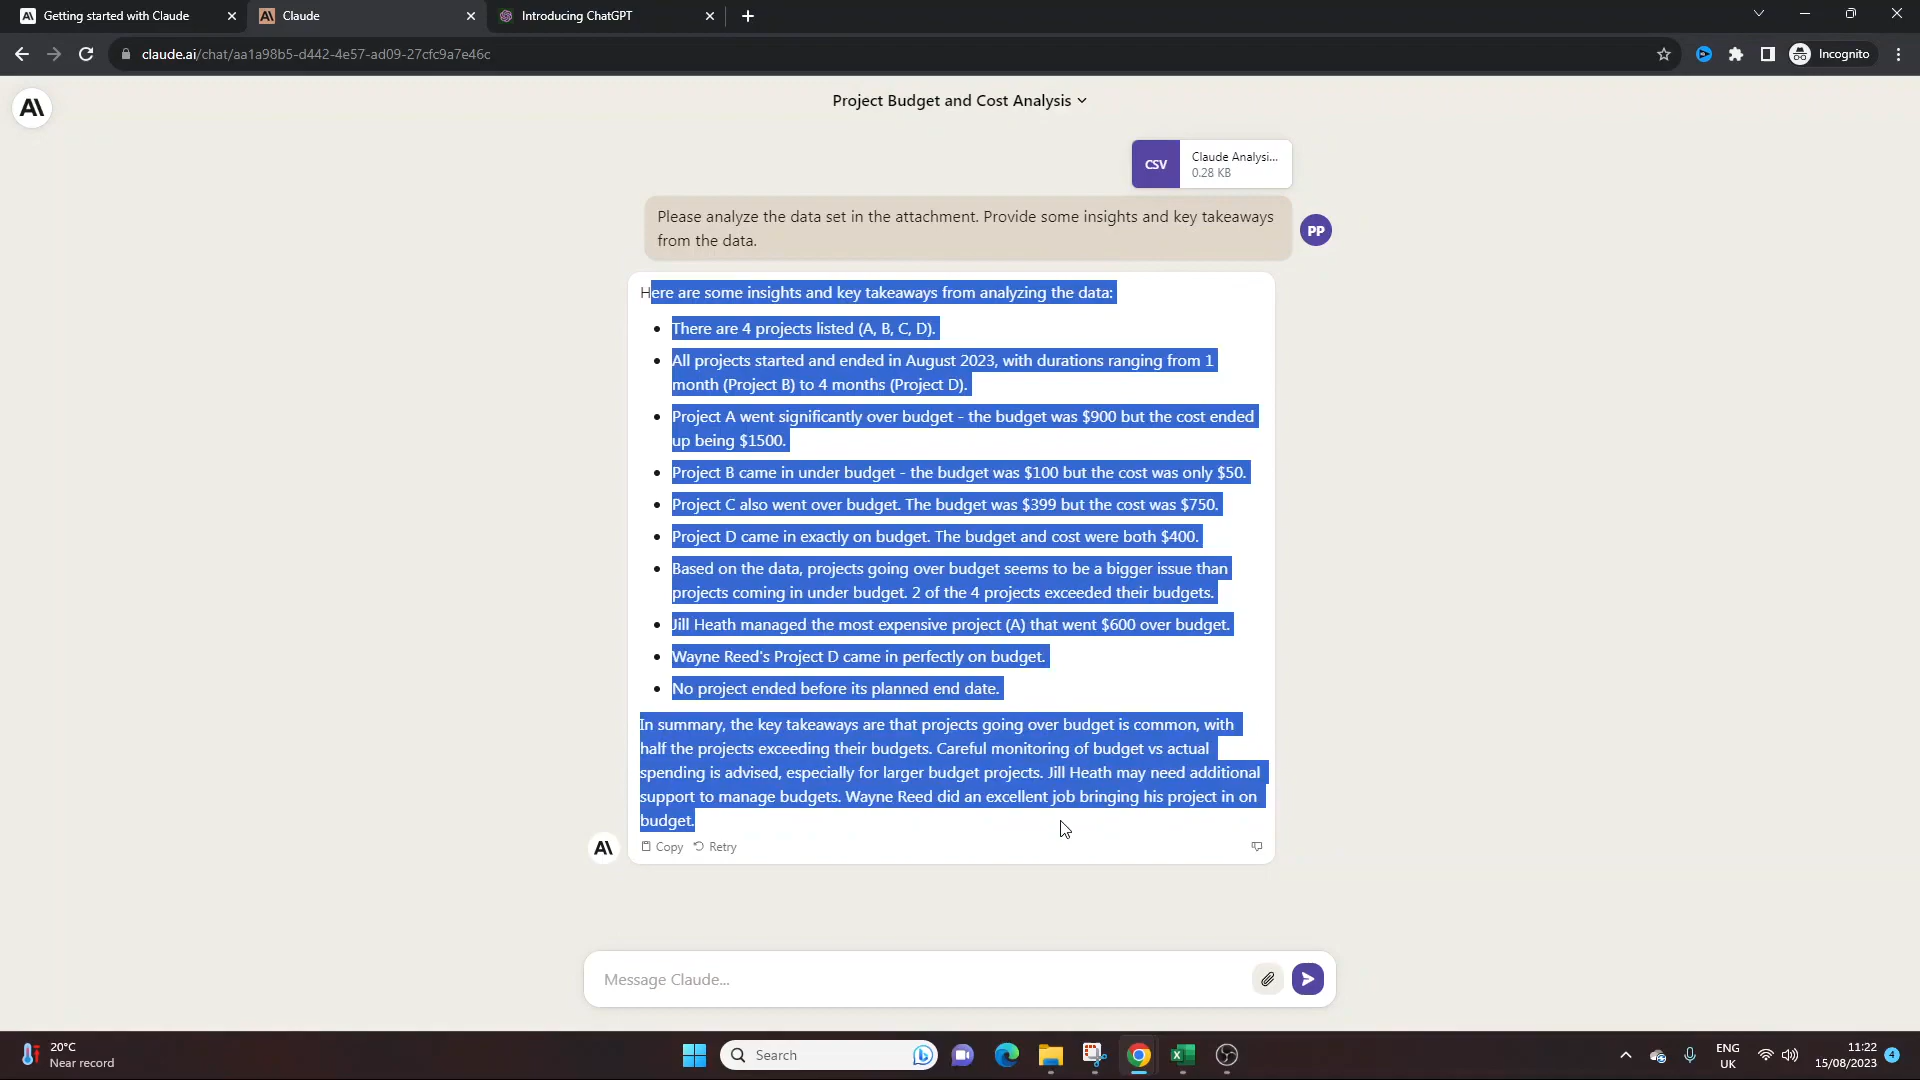 Getting started with Claude
Claude
Introducing ChatGPT
claude.ai/chat/aa1a98b5-d442-4e57-ad09-27cfc9a7e46c
Incognito
Project Budget and Cost Analysis
CSV
Claude Analysi...
0.28 KB
Please analyze the data set in the attachment. Provide some insights and key takeaways
from the data.
PP
Here are some insights and key takeaways from analyzing the data:
• There are 4 projects listed (A, B, C, D).
• All projects started and ended in August 2023, with durations ranging from 1
month (Project B) to 4 months (Project D).
• Project A went significantly over budget - the budget was $900 but the cost ended
up being $1500.
• Project B came in under budget - the budget was $100 but the cost was only $50.
• Project C also went over budget. The budget was $399 but the cost was $750.
• Project D came in exactly on budget. The budget and cost were both $400.
• Based on the data, projects going over budget seems to be a bigger issue than
projects coming in under budget. 2 of the 4 projects exceeded their budgets.
• Jill Heath managed the most expensive project (A) that went $600 over budget.
• Wayne Reed's Project D came in perfectly on budget.
• No project ended before its planned end date.
In summary, the key takeaways are that projects going over budget is common, with
half the projects exceeding their budgets. Careful monitoring of budget vs actual
spending is advised, especially for larger budget projects. Jill Heath may need additional
support to manage budgets. Wayne Reed did an excellent job bringing his project in on
budget.
Copy Retry
Message Claude...
20°C
Near record
Search
ENG
UK
11:22
15/08/2023
4